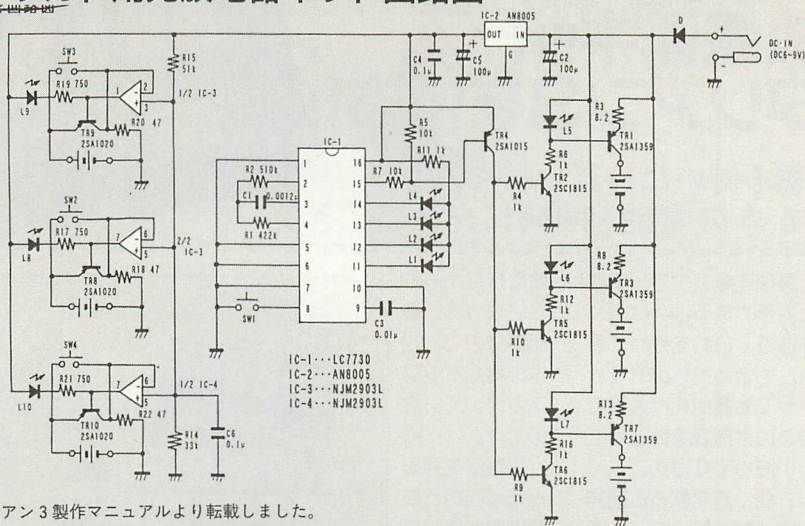 IC-2 AN8005
OUT IN
G
D
+
-
DC-IN
(DC6~9V)
SW3
R15
51k
C4
0.1μ
+
C5
100μ
+
C2
100μ
R19 750
L9
1
2
3
1/2 IC-3
TR9
2SA1020
R20 47
IC-1
R5
10k
R11 1k
R7 10k
TR4
2SA1015
L5
R6
1k
TR2
2SC1815
R4
1k
R3
8.2
TR1
2SA1359
R2 510k
C1 0.0012μ
R1 422k
1
2
3
4
5
6
7
8
16
15
14
13
12
11
10
9
L4
L3
L2
L1
SW1
C3
0.01μ
SW2
R17 750
L8
7
6
5
2/2
IC-3
TR8
2SA1020
R18 47
L6
R12
1k
TR5
2SC1815
R10
1k
R8
8.2
TR3
2SA1359
IC-1・・・LC7730
IC-2・・・AN8005
IC-3・・・NJM2903L
IC-4・・・NJM2903L
SW4
R21 750
L10
7
6
5
1/2 IC-4
TR10
2SA1020
R22 47
R14
33k
C6
0.1μ
L7
R16
1k
TR6
2SC1815
R9
1k
R13
8.2
TR7
2SA1359
アン3製作マニュアルより転載しました。